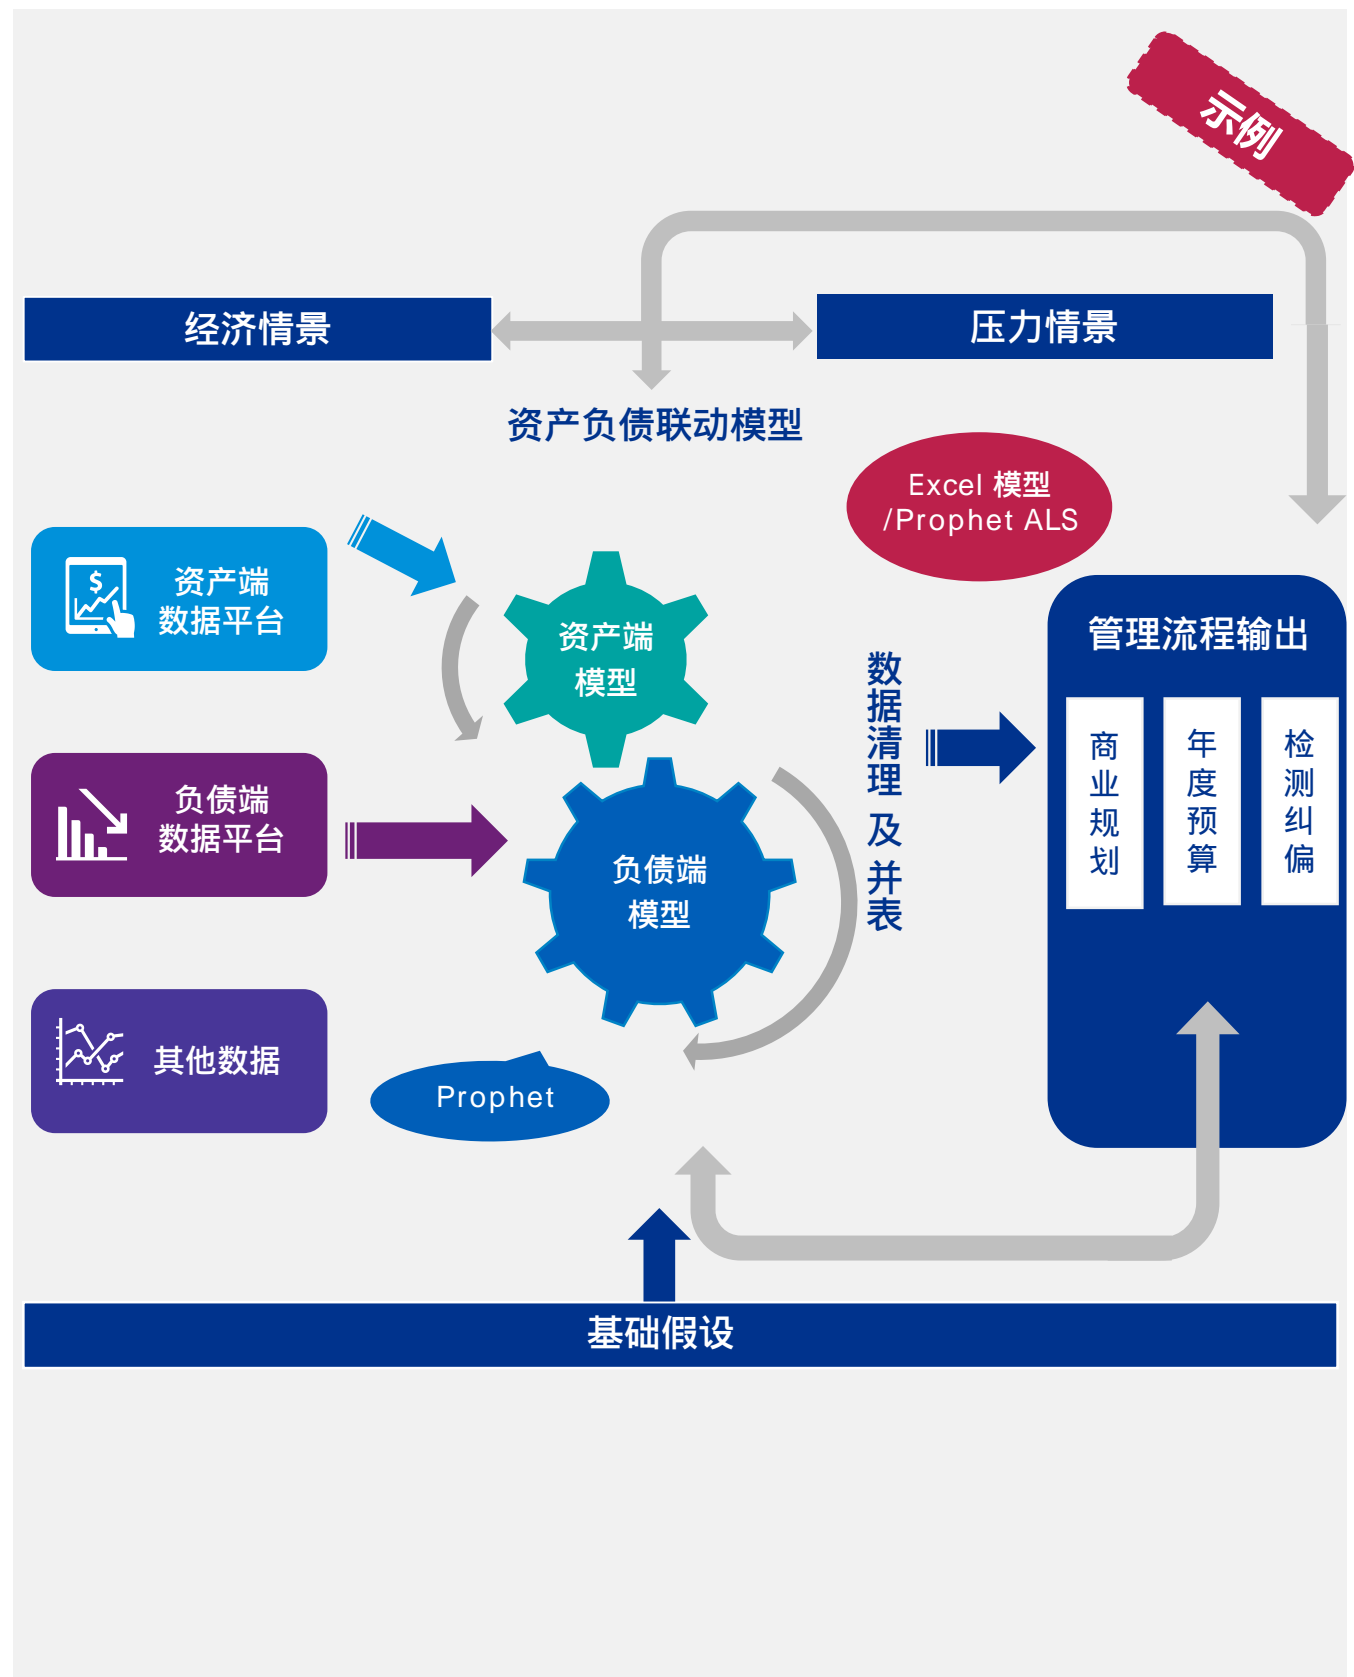 示例
经济情景
压力情景
资产负债联动模型
Excel 模型
/Prophet ALS
资产端
数据平台
资产端
模型
负债端
数据平台
负债端
模型
其他数据
Prophet
数据清理 及 并表
管理流程输出
商业规划
年度预算
检测纠偏
基础假设